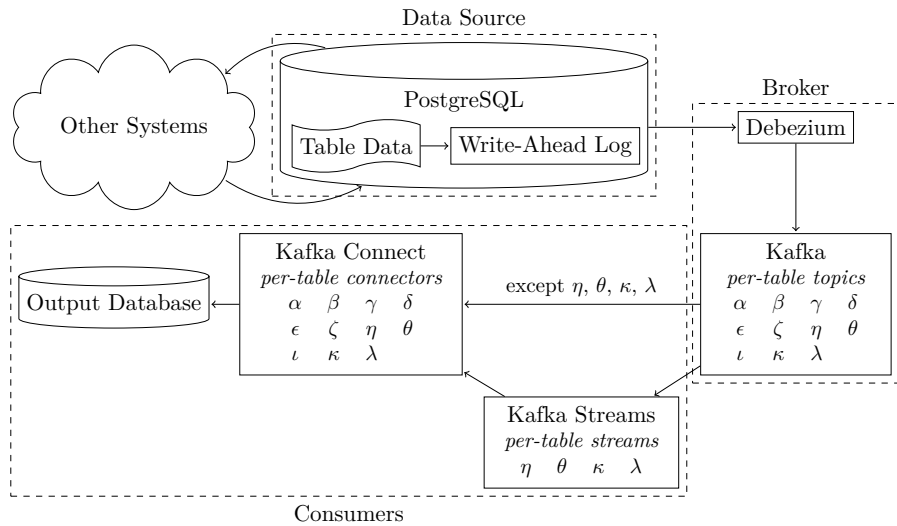 Data Source
Other Systems
PostgreSQL
Table Data
Write-Ahead Log
Broker
Debezium
Kafka
per-table topics
α β γ δ
ϵ ζ η θ
ι κ λ
except η, θ, κ, λ
Kafka Connect
per-table connectors
α β γ δ
ϵ ζ η θ
ι κ λ
Output Database
Kafka Streams
per-table streams
η θ κ λ
Consumers